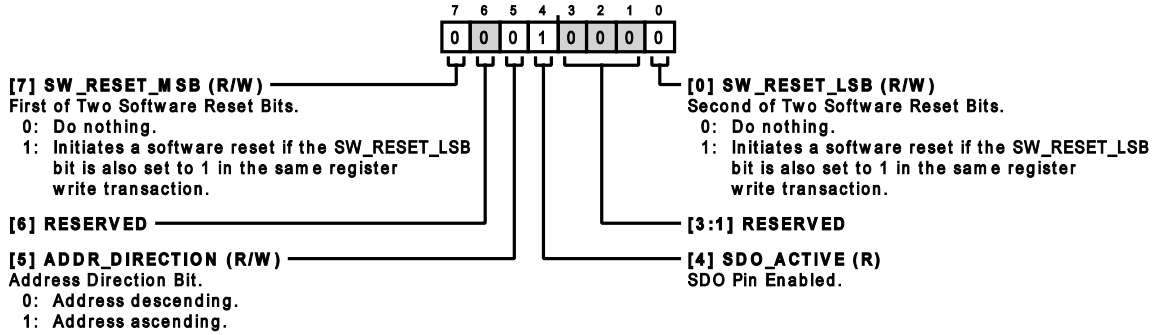 7 6 5 4 3 2 1 0
0 0 0 1 0 0 0 0
[7] SW_RESET_MSB (R/W)
First of Two Software Reset Bits.
0: Do nothing.
1: Initiates a software reset if the SW_RESET_LSB
bit is also set to 1 in the same register
write transaction.
[6] RESERVED
[5] ADDR_DIRECTION (R/W)
Address Direction Bit.
0: Address descending.
1: Address ascending.
[0] SW_RESET_LSB (R/W)
Second of Two Software Reset Bits.
0: Do nothing.
1: Initiates a software reset if the SW_RESET_LSB
bit is also set to 1 in the same register
write transaction.
[3:1] RESERVED
[4] SDO_ACTIVE (R)
SDO Pin Enabled.